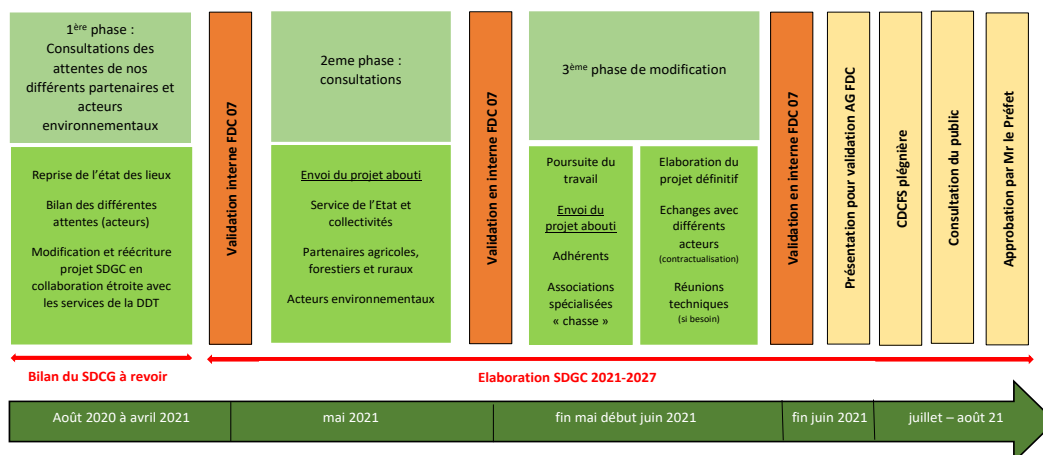 1ère phase :
Consultations des
attentes de nos
différents partenaires et
acteurs
environnementaux
Reprise de l'état des lieux
Bilan des différentes
attentes (acteurs)
Modification et réécriture
projet SDGC en
collaboration étroite avec
les services de la DDT
Validation interne FDC 07
2eme phase :
consultations
Envoi du projet abouti
Service de l'Etat et
collectivités
Partenaires agricoles,
forestiers et ruraux
Acteurs environnementaux
Validation en interne FDC 07
3ème phase de modification
Poursuite du
travail
Envoi du
projet abouti
Adhérents
Associations
spécialisées
« chasse »
Elaboration du
projet définitif
Echanges avec
différents
acteurs
(contractualisation)
Réunions
techniques
(si besoin)
Validation en interne FDC 07
Présentation pour validation AG FDC
CDCFS plégnière
Consultation du public
Approbation par Mr le Préfet
Bilan du SDCG à revoir
Elaboration SDGC 2021-2027
Août 2020 à avril 2021
mai 2021
fin mai début juin 2021
fin juin 2021
juillet – août 21